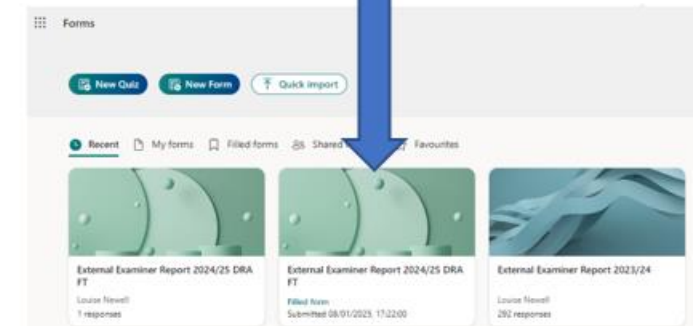 Forms
New Quiz New Form Quick import
Recent My forms Filled forms Shared Favourites
External Examiner Report 2024/25 DRA
FT
Louise Newell
1 responses
External Examiner Report 2024/25 DRA
FT
Filled form
Submitted 08/01/2025, 17:22:00
External Examiner Report 2023/24
Louise Newell
292 responses